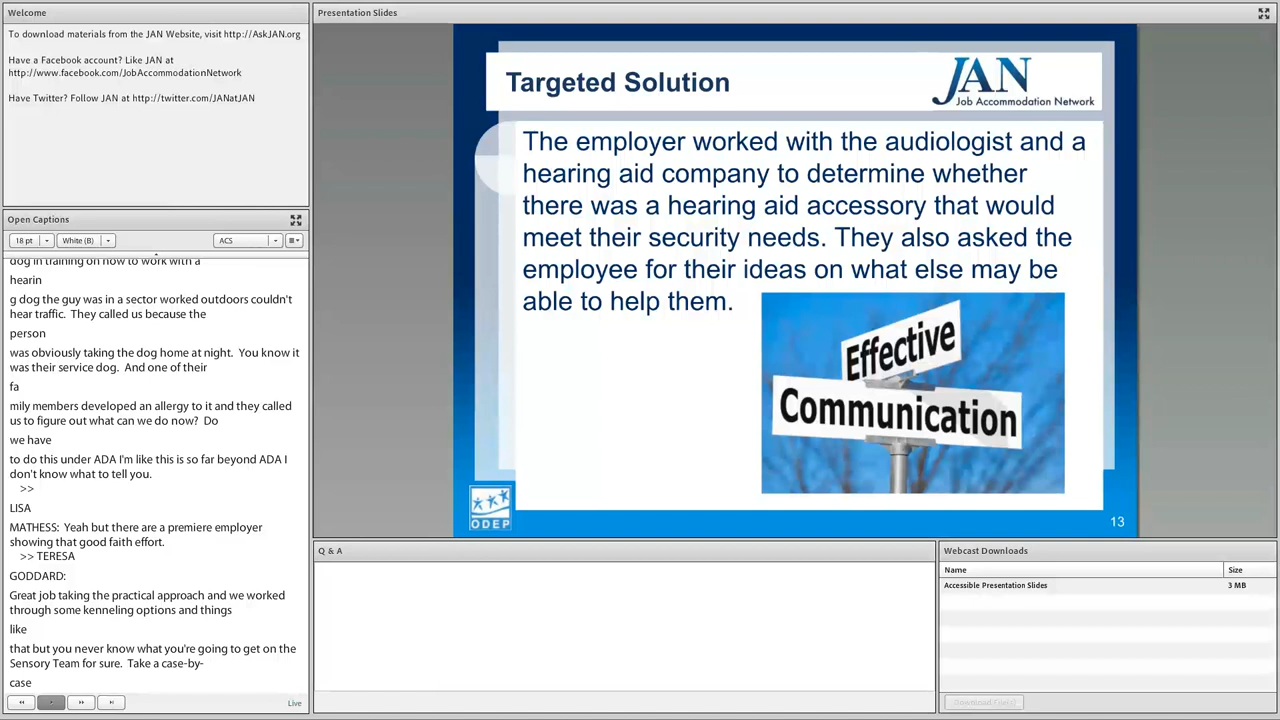 Welcome
To download materials from the JAN Website, visit http://AskJAN.org
Have a Facebook account? Like JAN at
http://www.facebook.com/JobAccommodationNetwork
Have Twitter? Follow JAN at http://twitter.com/JANatJAN
Open Captions
18 pt
White (B)
ACS
dog in training on how to work with a
hearin
g dog the guy was in a sector worked outdoors couldn't
hear traffic. They called us because the
person
was obviously taking the dog home at night. You know it
was their service dog. And one of their
fa
mily members developed an allergy to it and they called
us to figure out what can we do now? Do
we have
to do this under ADA I'm like this is so far beyond ADA I
don't know what to tell you.
>>
LISA
MATHESS: Yeah but there are a premiere employer
showing that good faith effort.
>> TERESA
GODDARD:
Great job taking the practical approach and we worked
through some kenneling options and things
like
that but you never know what you're going to get on the
Sensory Team for sure. Take a case-by-
case
Live
Presentation Slides
Targeted Solution
JAN
Job Accommodation Network
The employer worked with the audiologist and a
hearing aid company to determine whether
there was a hearing aid accessory that would
meet their security needs. They also asked the
employee for their ideas on what else may be
able to help them.
Effective
Communication
ODEP
13
Q & A
Webcast Downloads
Name Size
Accessible Presentation Slides 3 MB
Download File(s)